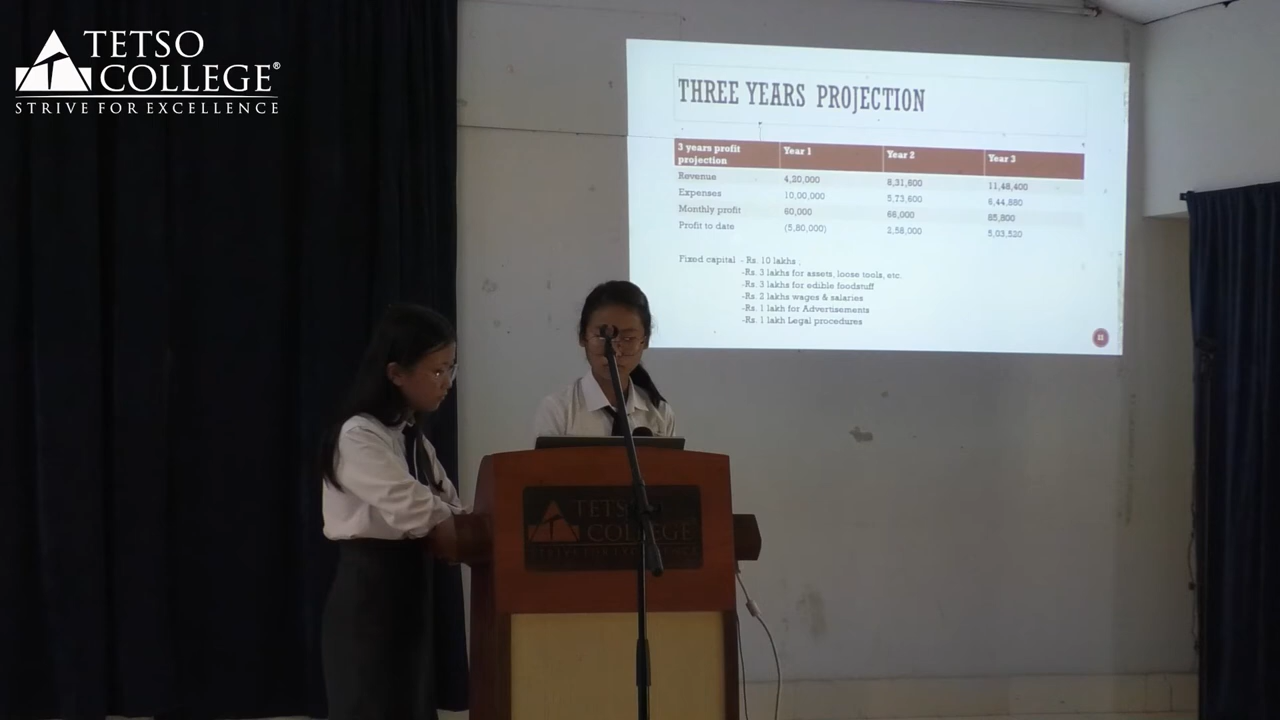 TETSO
COLLEGE®
STRIVE FOR EXCELLENCE
THREE YEARS PROJECTION
3 years profit projection Year 1 Year 2 Year 3
Revenue 4,20,000 8,31,600 11,48,400
Expenses 10,00,000 5,73,600 6,44,880
Monthly profit 60,000 66,000 85,800
Profit to date (5,80,000) 2,58,000 5,03,520
Fixed capital - Rs. 10 lakhs
-Rs. 3 lakhs for assets, loose tools, etc.
-Rs. 3 lakhs for edible foodstuff
-Rs. 2 lakhs wages & salaries
-Rs. 1 lakh for Advertisements
-Rs. 1 lakh Legal procedures
TETSO
COLLEGE
STRIVE FOR EXCELLENCE